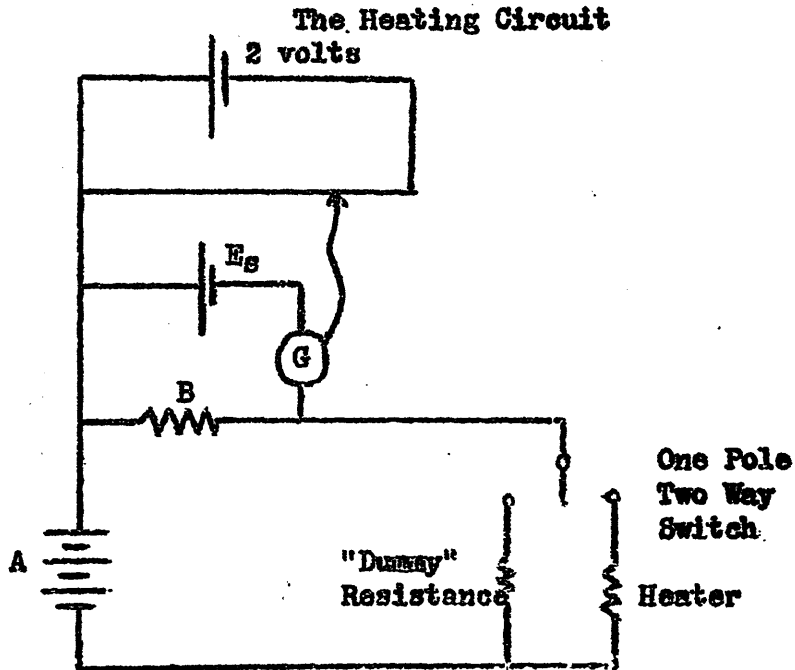 The Heating Circuit
2 volts
Es
G
B
One Pole
Two Way
Switch
A
"Dummy"
Resistance
Heater